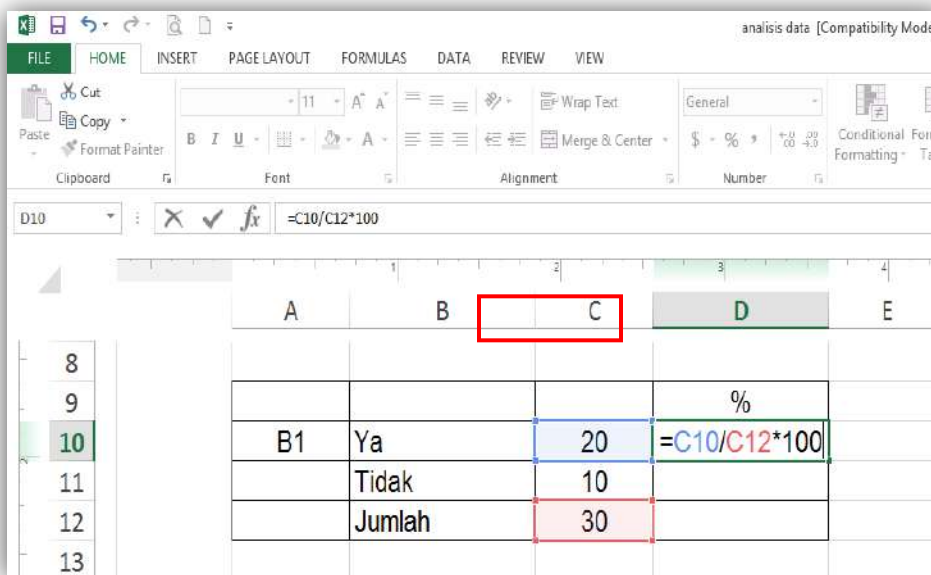 analisis data [Compatibility Mode
FILE HOME INSERT PAGE LAYOUT FORMULAS DATA REVIEW VIEW
Cut
Copy
Format Painter
Paste
11 A A Wrap Text General
B I U A Merge & Center $ % , Conditional For
Formatting Ta
Clipboard Font Alignment Number
D10 fx =C10/C12*100
1 2 3 4
A B C D E
8
9 %
10 B1 Ya 20 =C10/C12*100
11 Tidak 10
12 Jumlah 30
13